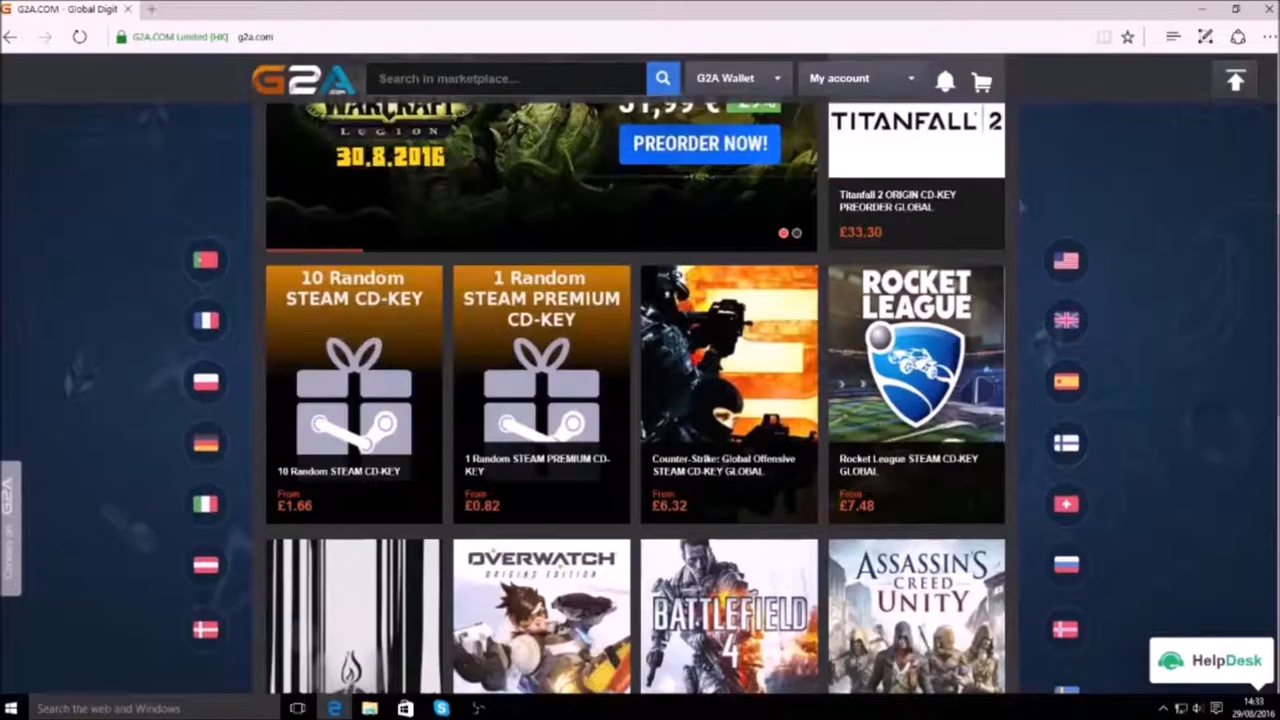 G2A.COM - Global Digit
G2A.COM Limited [HK] g2a.com
G2A
.COM
Search in marketplace...
G2A Wallet
My account
WARCRAFT
LEGION
30.8.2016
PREORDER NOW!
TITANFALL 2
Titanfall 2 ORIGIN CD-KEY
PREORDER GLOBAL
£33.30
10 Random
STEAM CD-KEY
10 Random STEAM CD-KEY
From
£1.66
1 Random
STEAM PREMIUM
CD-KEY
1 Random STEAM PREMIUM CD-
KEY
From
£0.82
Counter-Strike: Global Offensive
STEAM CD-KEY GLOBAL
From
£6.32
ROCKET
LEAGUE
Rocket League STEAM CD-KEY
GLOBAL
From
£7.48
OVERWATCH
ORIGINS EDITION
BATTLEFIELD
4
ASSASSIN'S
CREED
UNITY
G2A
HelpDesk
Search the web and Windows
14:33
29/08/2016